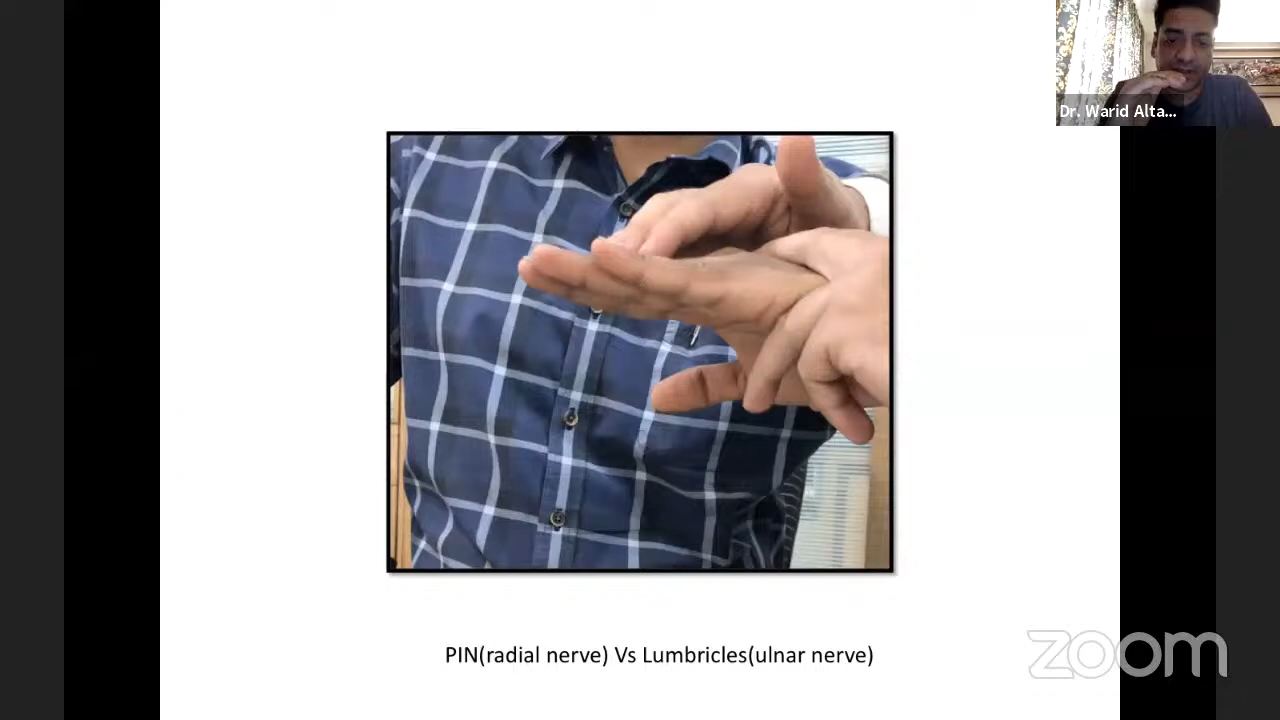 Dr. Warid Alta...
PIN(radial nerve) Vs Lumbricles(ulnar nerve)
zoom